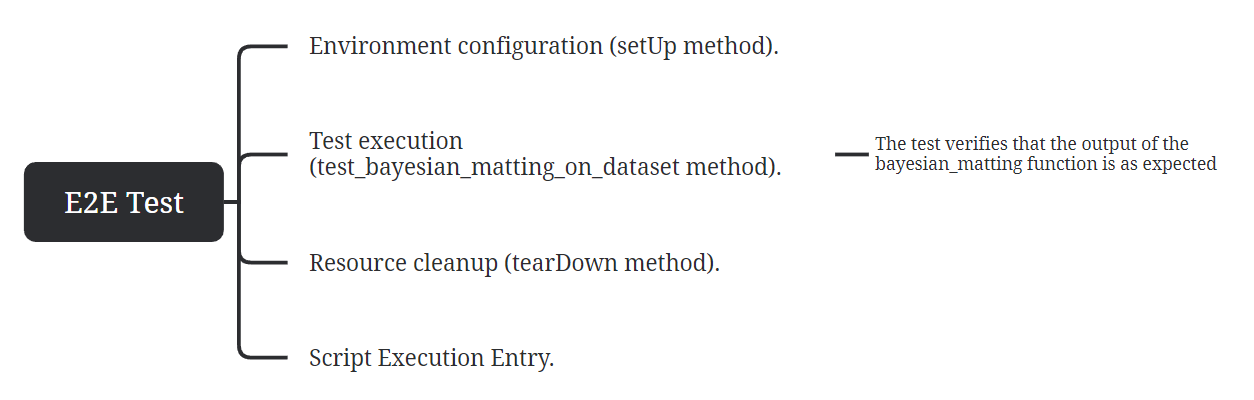 E2E Test
Environment configuration (setUp method).
Test execution
(test_bayesian_matting_on_dataset method).
The test verifies that the output of the
bayesian_matting function is as expected
Resource cleanup (tearDown method).
Script Execution Entry.